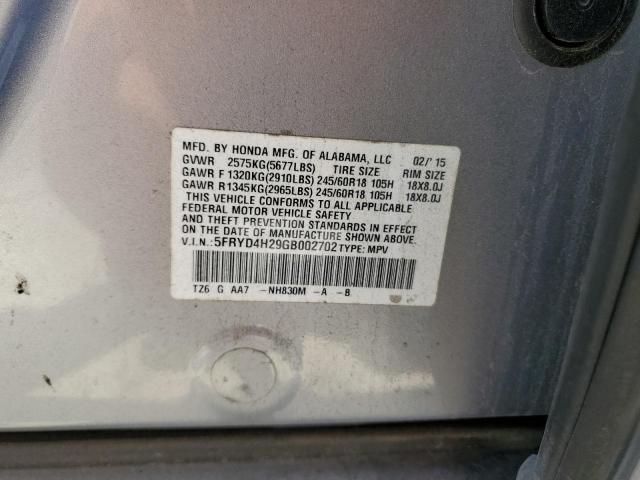 MFD. BY HONDA MFG. OF ALABAMA, LLC 02/'15
GVWR 2575KG(5677LBS) TIRE SIZE RIM SIZE
GAWR F 1320KG(2910LBS) 245/60R18 105H 18X8.0J
GAWR R1345KG(2965LBS) 245/60R18 105H 18X8.0J
THIS VEHICLE CONFORMS TO ALL APPLICABLE
FEDERAL MOTOR VEHICLE SAFETY
AND THEFT PREVENTION STANDARDS IN EFFECT
ON THE DATE OF MANUFACTURE SHOWN ABOVE.
V.I.N.: 5FRYD4H29GB002702 TYPE: MPV
TZ6 G AA7 -NH830M -A -B